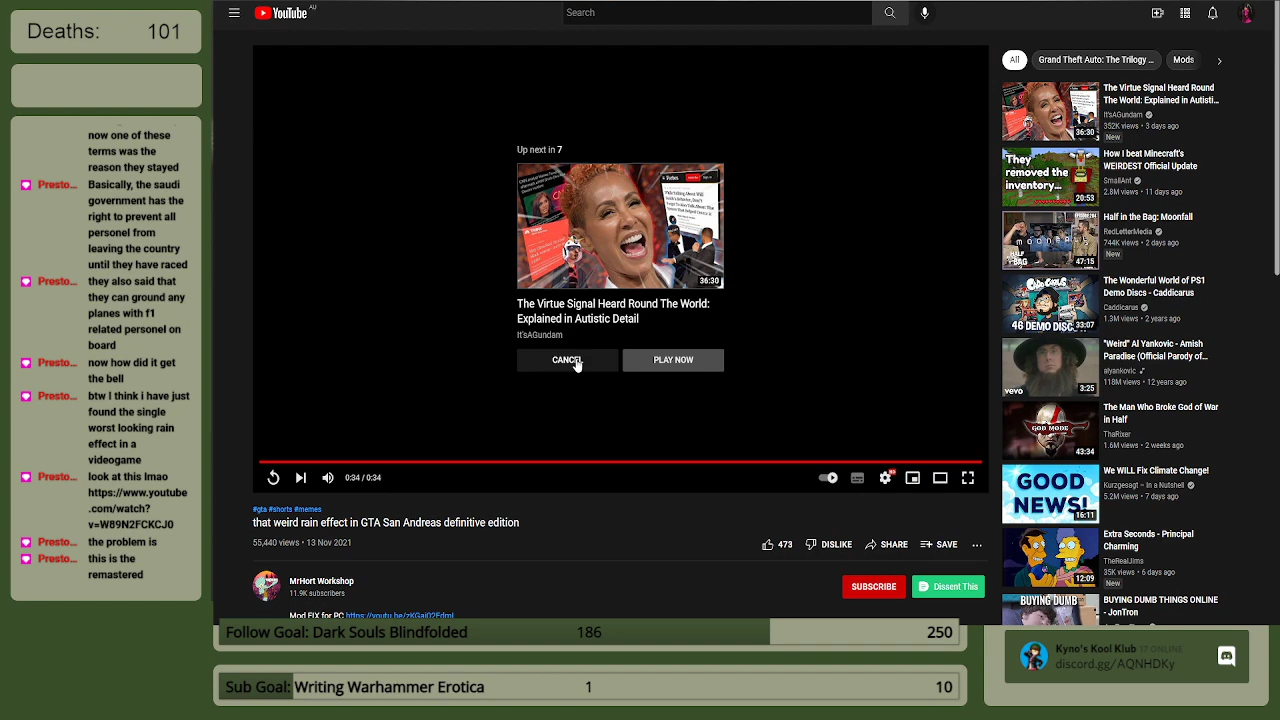 Deaths: 101
now one of these
terms was the
reason they stayed
Presto... Basically, the saudi
government has the
right to prevent all
personel from
leaving the country
until they have raced
Presto... they also said that
they can ground any
planes with f1
related personel on
board
Presto... now how did it get
the bell
Presto... btw I think i have just
found the single
worst looking rain
effect in a
videogame
Presto... look at this lmao
https://www.youtube
.com/watch?
v=W89N2FCKCJ0
Presto... the problem is
Presto... this is the
remastered
YouTube AU
Search
Up next in 7
36:30
The Virtue Signal Heard Round The World:
Explained in Autistic Detail
It'sAGundam
CANCEL PLAY NOW
0:34 / 0:34
#gta #shorts #memes
that weird rain effect in GTA San Andreas definitive edition
55,440 views • 13 Nov 2021
473 DISLIKE SHARE SAVE ...
MrHort Workshop
11.9K subscribers
SUBSCRIBE Dissent This
Mod FIX for PC https://youtu.be/zKGaI02Edml
All Grand Theft Auto: The Trilogy ... Mods
36:30
The Virtue Signal Heard Round
The World: Explained in Autisti...
It'sAGundam
352K views • 3 days ago
New
They
removed the
inventory...
20:53
How I beat Minecraft's
WEIRDEST Official Update
SmallAnt
2.8M views • 11 days ago
47:15
Half in the Bag: Moonfall
RedLetterMedia
744K views • 2 days ago
New
46 DEMO DISC...
33:07
The Wonderful World of PS1
Demo Discs - Caddicarus
Caddicarus
1.3M views • 2 years ago
vevo
3:25
"Weird" Al Yankovic - Amish
Paradise (Official Parody of...
alyankovic
118M views • 12 years ago
GOD MODE
43:34
The Man Who Broke God of War
in Half
TheRixer
1.6M views • 2 weeks ago
GOOD
NEWS!
16:11
We WILL Fix Climate Change!
Kurzgesagt – In a Nutshell
5.2M views • 7 days ago
12:09
Extra Seconds - Principal
Charming
TheRealJims
35K views • 6 days ago
New
BUYING DUMB
BUYING DUMB THINGS ONLINE
- JonTron
Follow Goal: Dark Souls Blindfolded 186 250
Sub Goal: Writing Warhammer Erotica 1 10
Kyno's Kool Klub 17 ONLINE
discord.gg/AQNHDKy